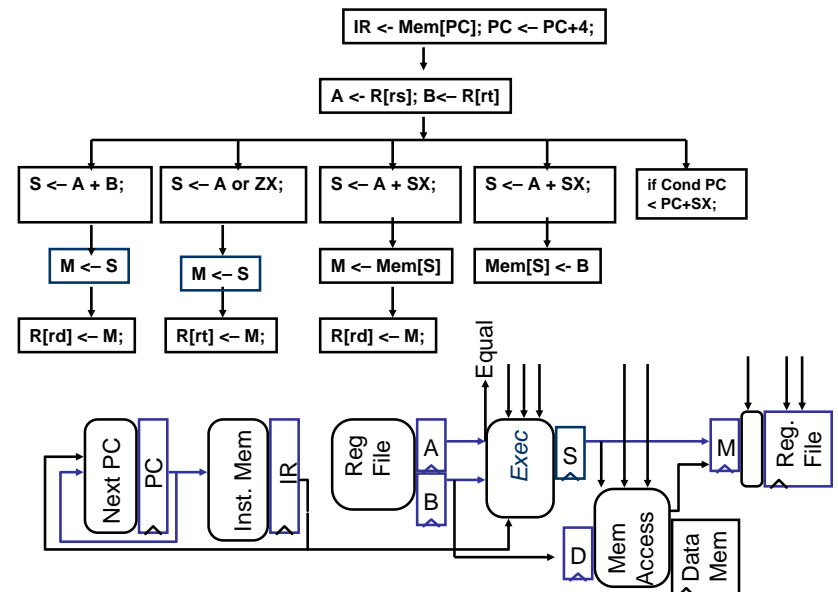 IR <- Mem[PC]; PC <– PC+4;
A <- R[rs]; B<– R[rt]
S <– A + B;
S <– A or ZX;
S <– A + SX;
S <– A + SX;
if Cond PC
< PC+SX;
M <– S
M <– S
M <– Mem[S]
Mem[S] <- B
R[rd] <– M;
R[rt] <– M;
R[rd] <– M;
Equal
Next PC
PC
Inst. Mem
IR
Reg
File
A
B
Exec
S
M
Reg.
File
D
Mem
Access
Data
Mem